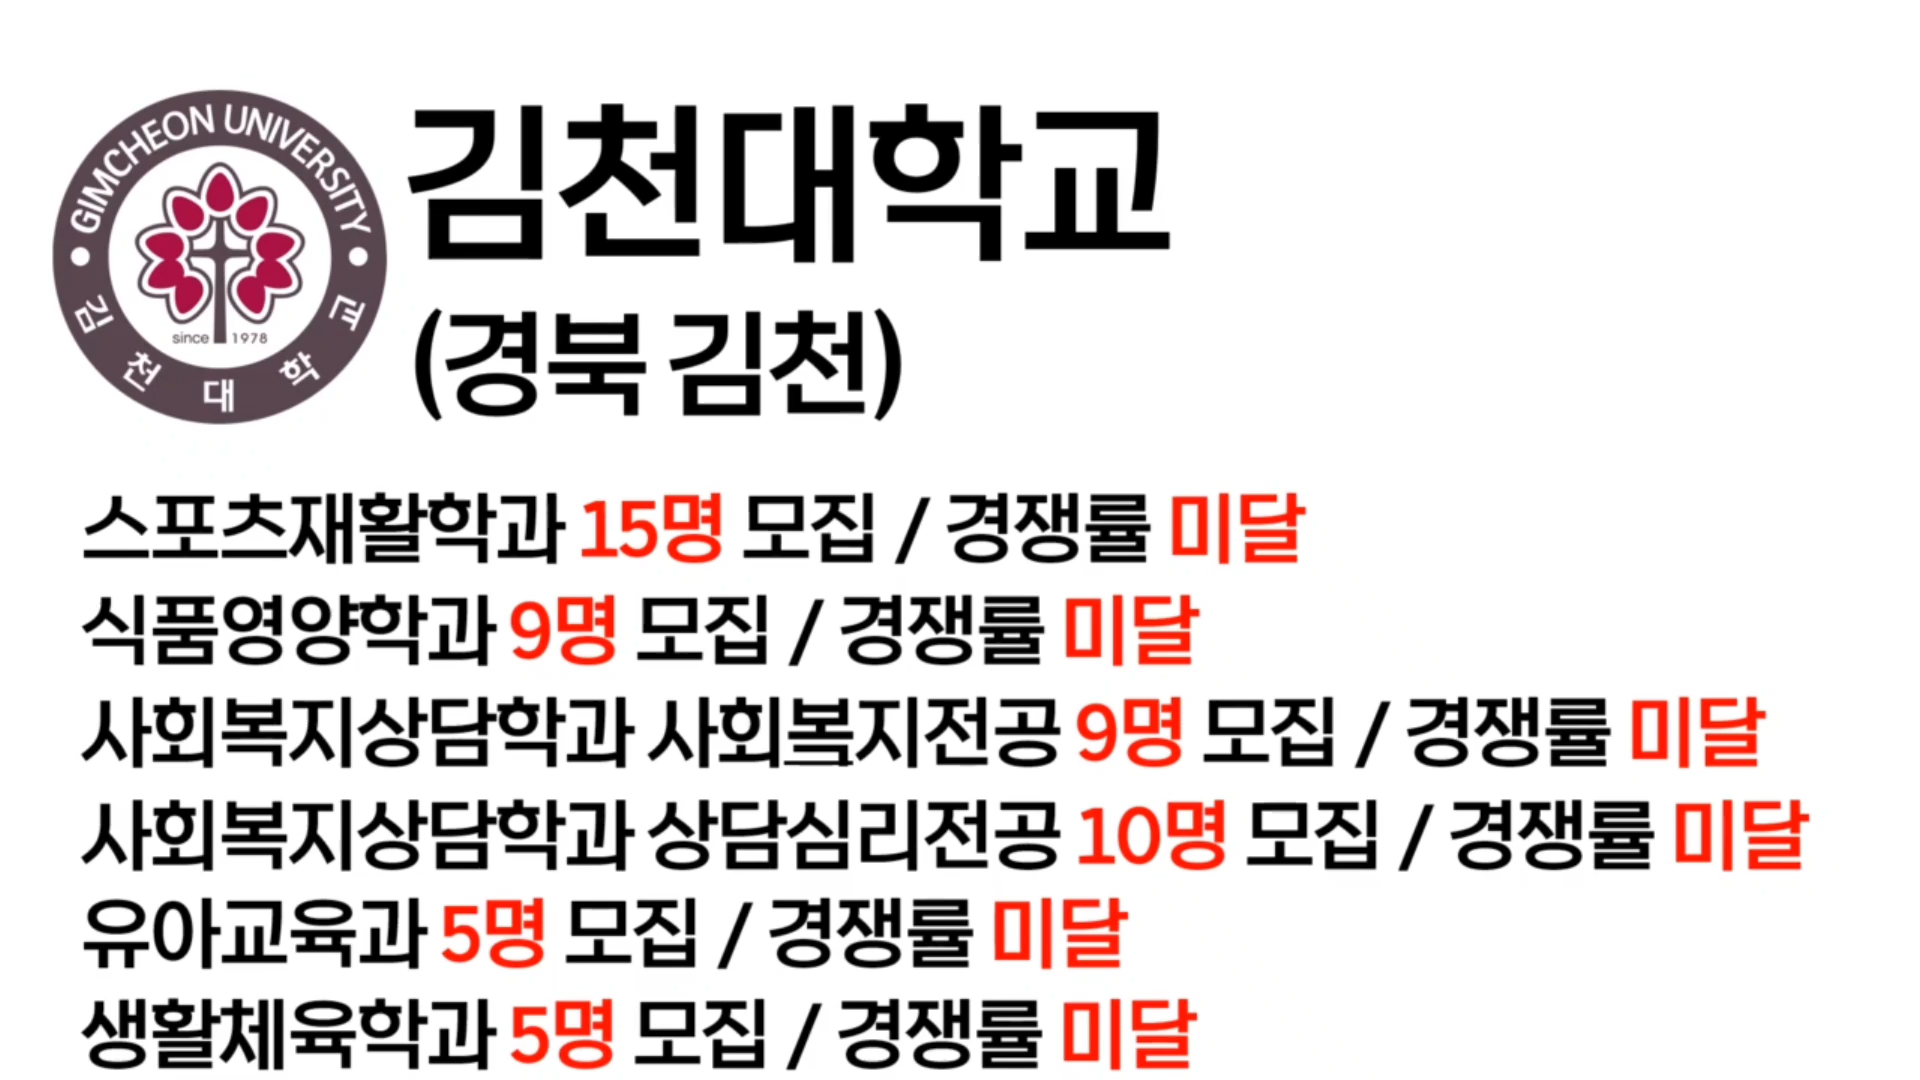 GIMCHEON UNIVERSITY
since 1978
김천대학교
김천대학교
(경북 김천)
스포츠재활학과 15명 모집 / 경쟁률 미달
식품영양학과 9명 모집 / 경쟁률 미달
사회복지상담학과 사회복지전공 9명 모집 / 경쟁률 미달
사회복지상담학과 상담심리전공 10명 모집 / 경쟁률 미달
유아교육과 5명 모집 / 경쟁률 미달
생활체육학과 5명 모집 / 경쟁률 미달